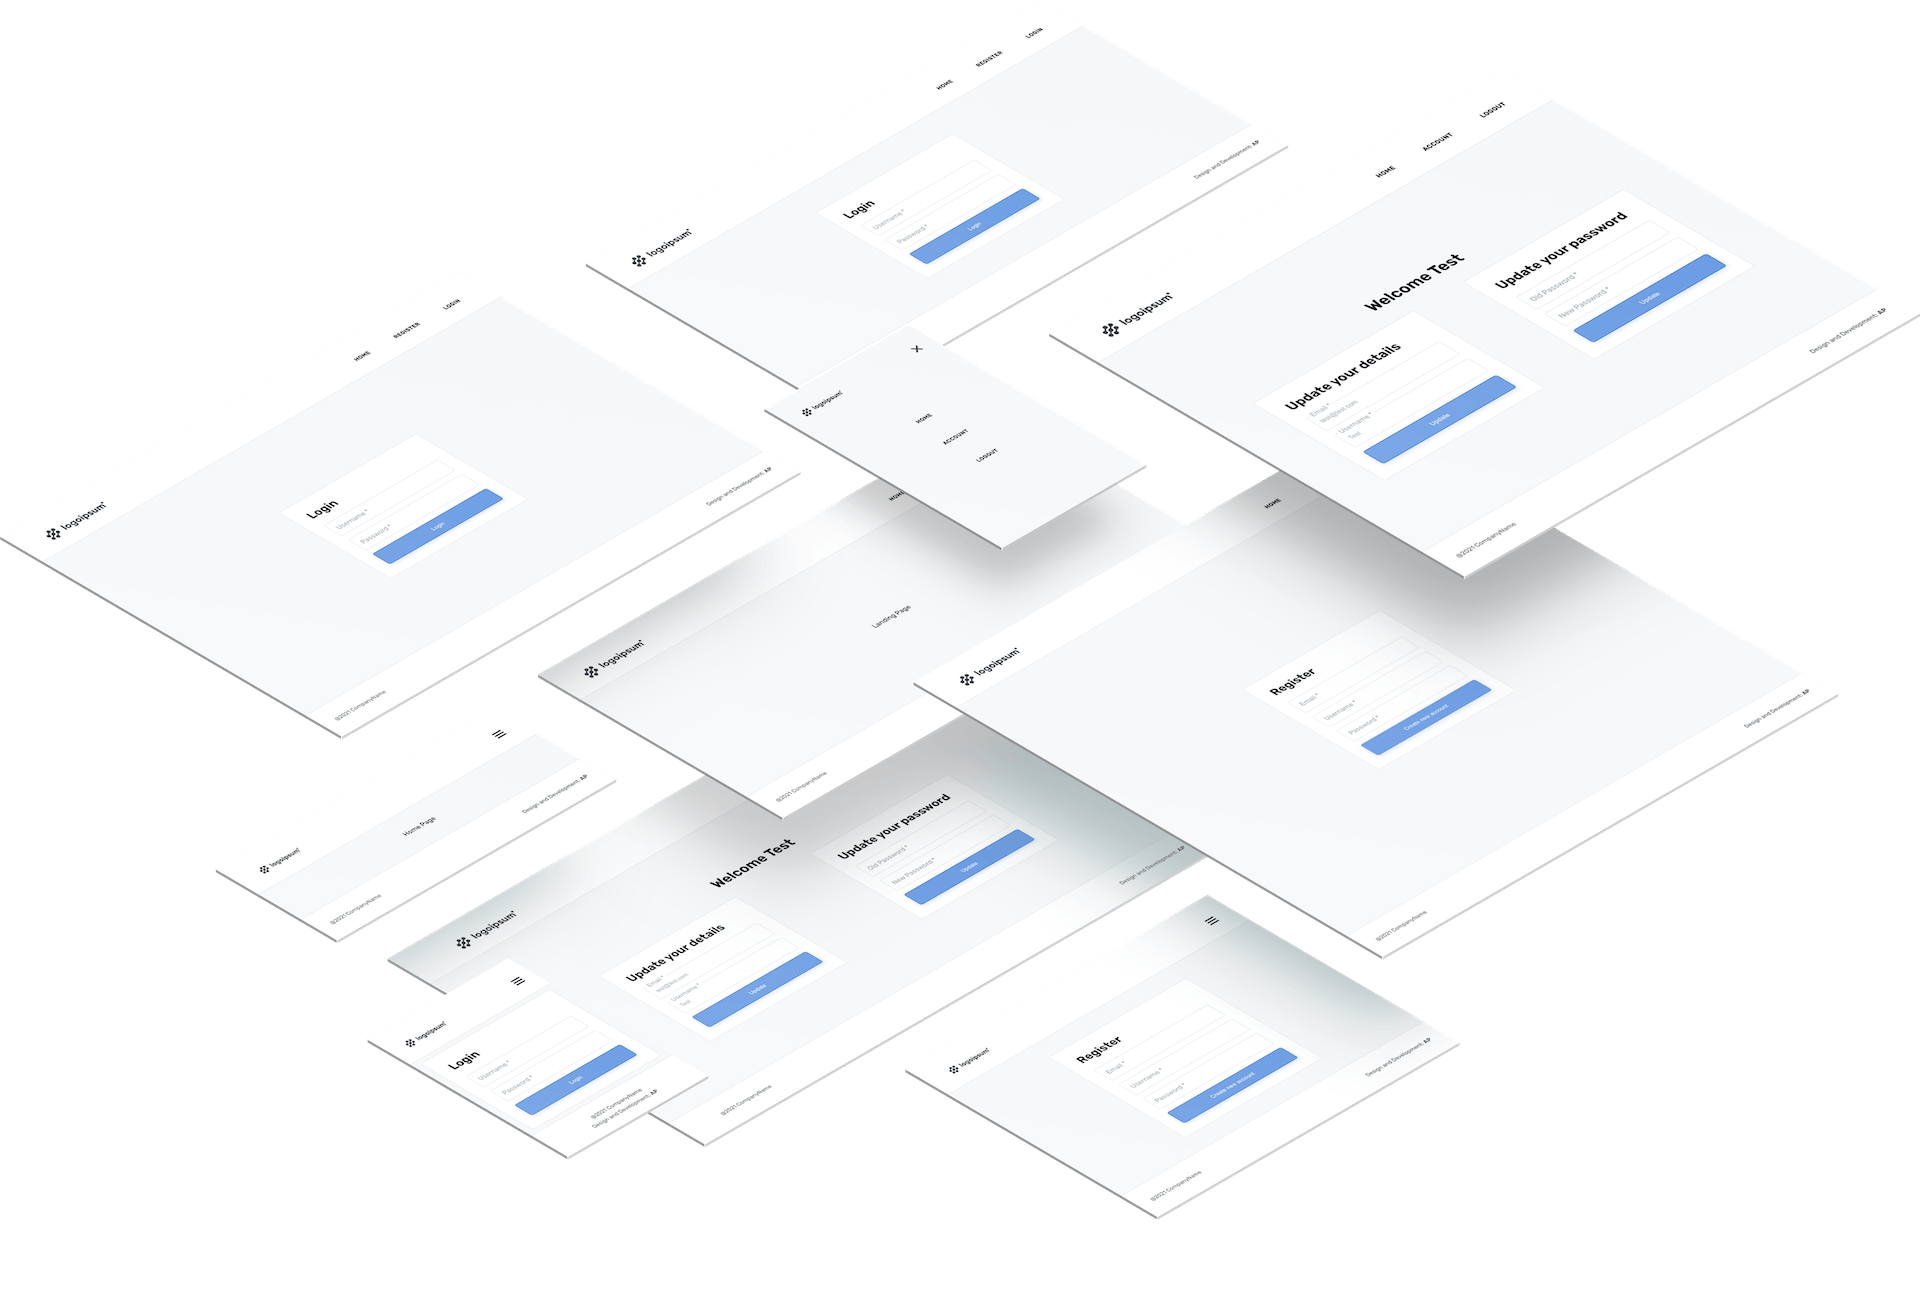 HOME
REGISTER
LOGIN
logoipsum
Login
Username *
Password *
Login
Design and Development: AP
HOME
ACCOUNT
LOGOUT
logoipsum
Welcome Test
Update your password
Old Password *
New Password *
Update
Update your details
Email *
test@test.com
Username *
Test
Update
Design and Development: AP
@2021 CompanyName
HOME
REGISTER
LOGIN
logoipsum
Login
Username *
Password *
Login
Design and Development: AP
@2021 CompanyName
logoipsum
HOME
ACCOUNT
LOGOUT
HOME
logoipsum
Landing Page
@2021 CompanyName
HOME
logoipsum
Register
Email *
Username *
Password *
Create new account
Design and Development: AP
@2021 CompanyName
logoipsum
Home Page
Design and Development: AP
@2021 CompanyName
logoipsum
Welcome Test
Update your password
Old Password *
New Password *
Update
Update your details
Email *
test@test.com
Username *
Test
Update
Design and Development: AP
@2021 CompanyName
logoipsum
Login
Username *
Password *
Login
@2021 CompanyName
Design and Development: AP
logoipsum
Register
Email *
Username *
Password *
Create new account
Design and Development: AP
@2021 CompanyName